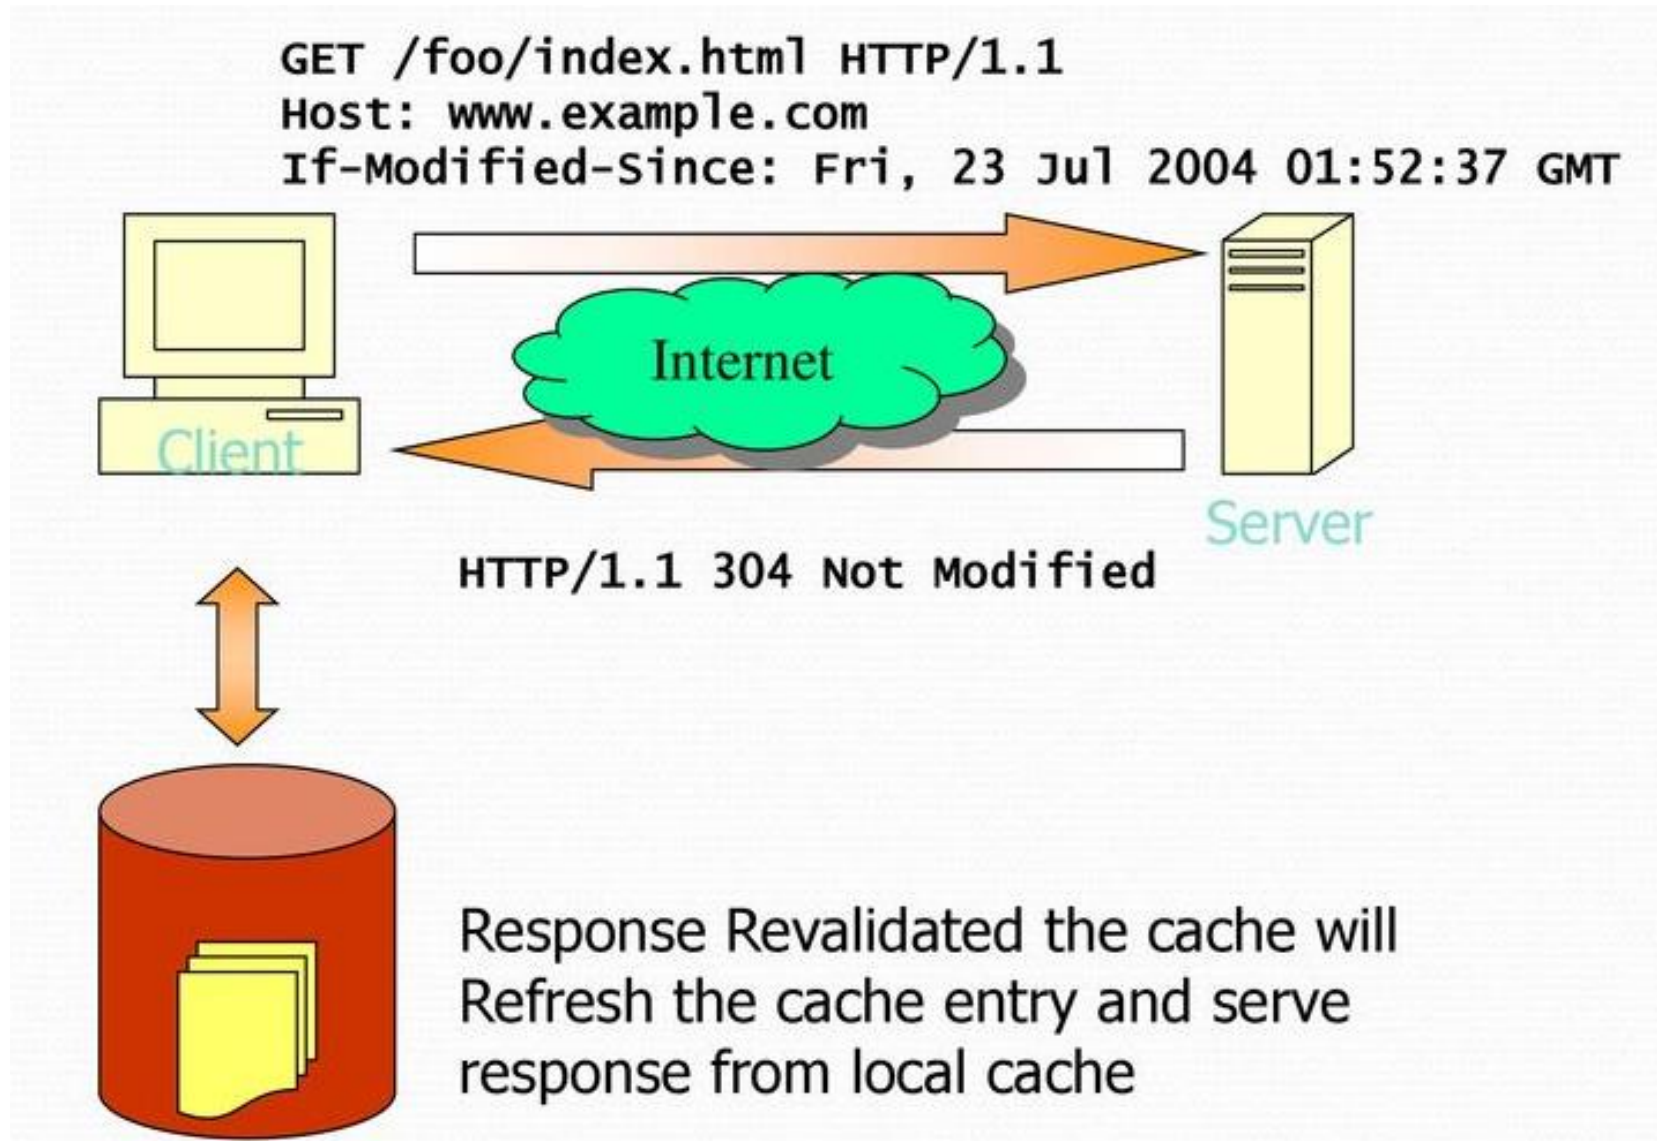 GET /foo/index.html HTTP/1.1
Host: www.example.com
If-Modified-Since: Fri, 23 Jul 2004 01:52:37 GMT
Internet
Client
Server
HTTP/1.1 304 Not Modified
Response Revalidated the cache will
Refresh the cache entry and serve
response from local cache